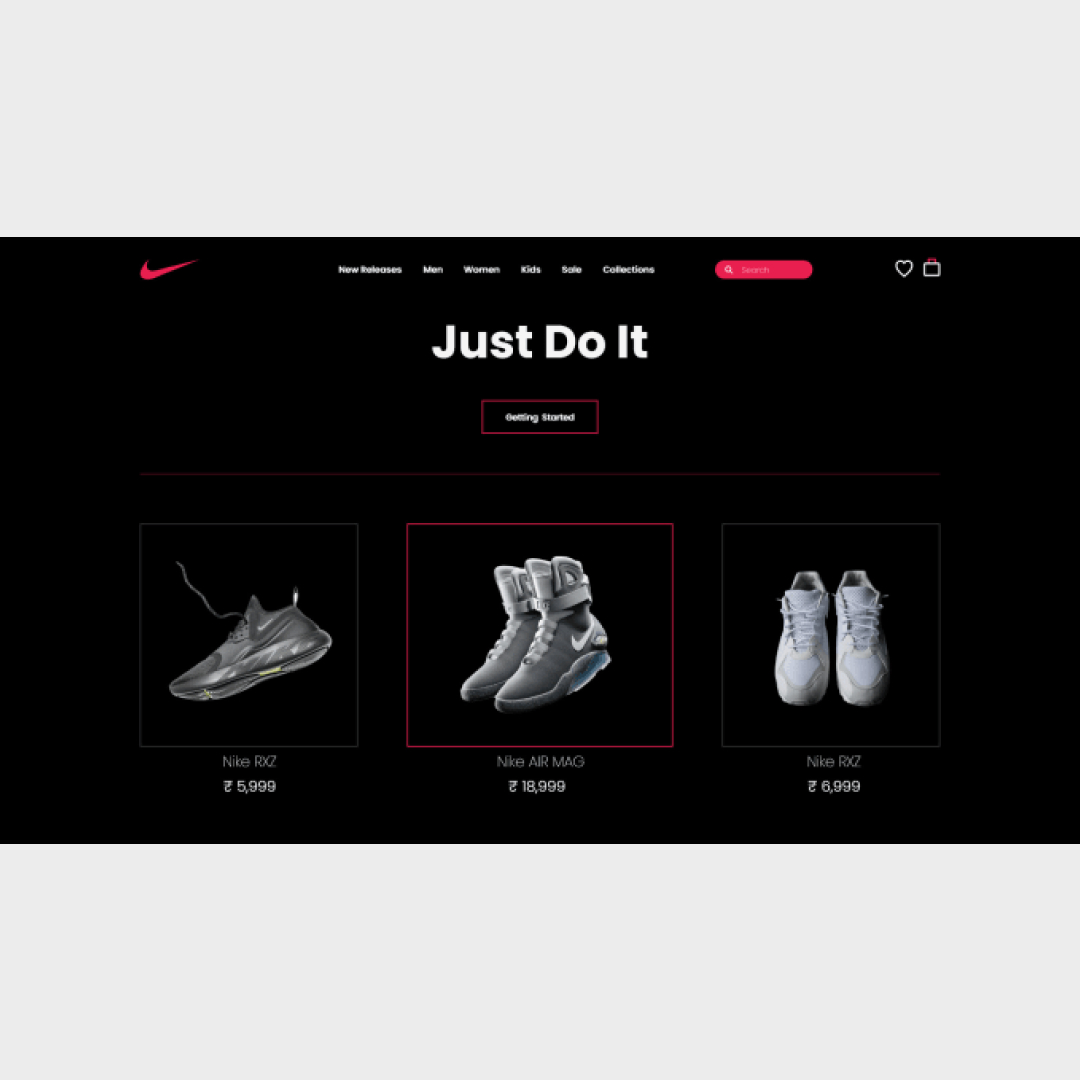 New Releases Men Women Kids Sale Collections Search
Just Do It
Getting Started
Nike RXZ Nike AIR MAG Nike RXZ
₹ 5,999 ₹ 18,999 ₹ 6,999